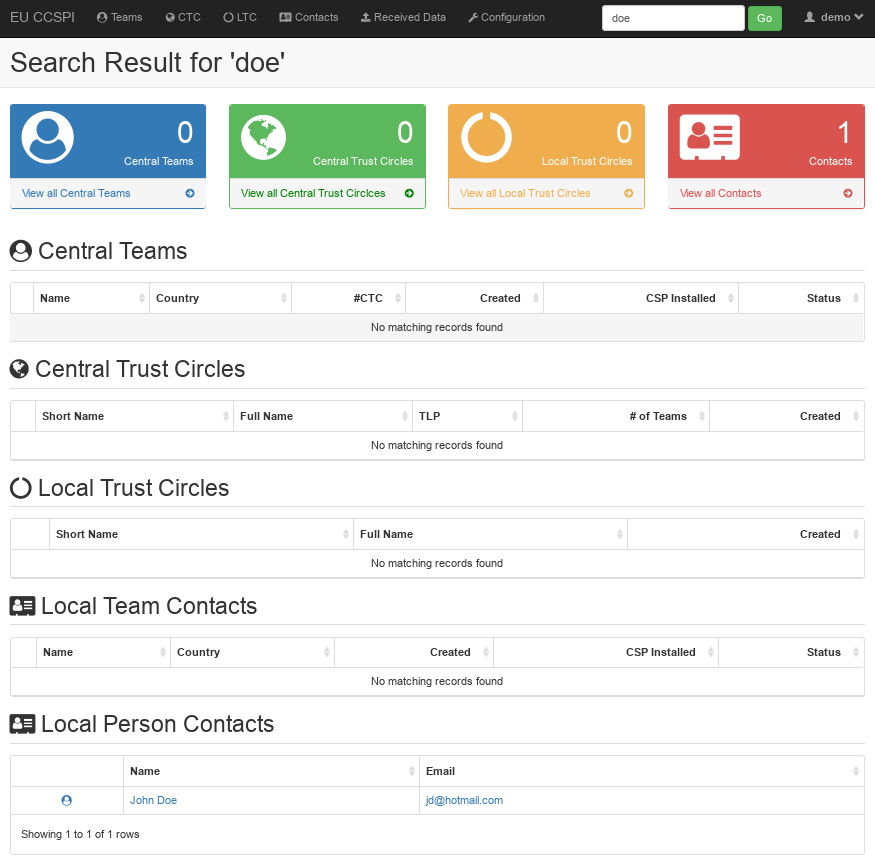 EU CCSPI Teams CTC LTC Contacts Received Data Configuration doe Go demo
Search Result for 'doe'
0 0 0 1
Central Teams Central Trust Circles Local Trust Circles Contacts
View all Central Teams View all Central Trust Circlces View all Local Trust Circles View all Contacts
Central Teams
Name Country #CTC Created CSP Installed Status
No matching records found
Central Trust Circles
Short Name Full Name TLP # of Teams Created
No matching records found
Local Trust Circles
Short Name Full Name Created
No matching records found
Local Team Contacts
Name Country Created CSP Installed Status
No matching records found
Local Person Contacts
Name Email
John Doe jd@hotmail.com
Showing 1 to 1 of 1 rows